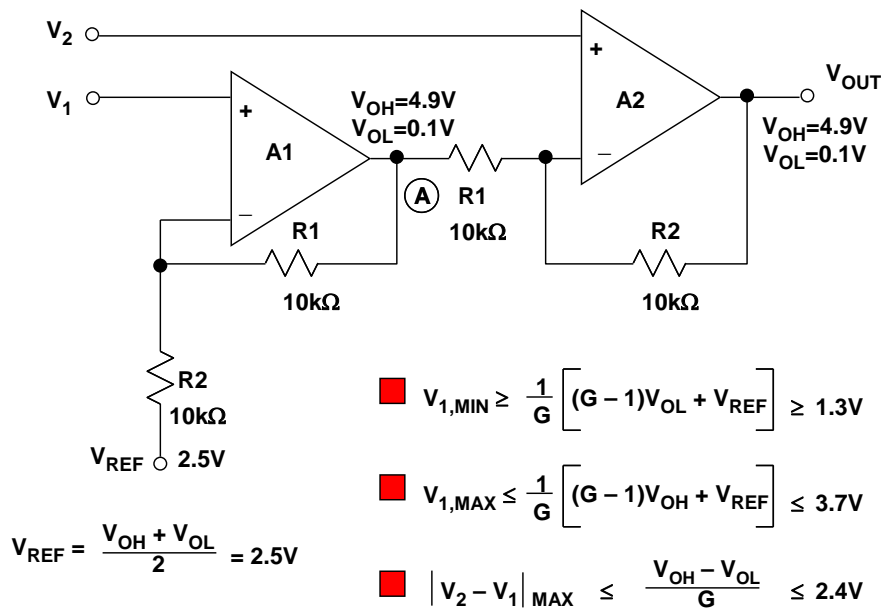 V2
V1
+
−
A1
VOH=4.9V
VOL=0.1V
A
R1
10kΩ
+
−
A2
VOUT
VOH=4.9V
VOL=0.1V
R1
10kΩ
R2
10kΩ
R2
10kΩ
VREF 2.5V
VREF = VOH + VOL / 2 = 2.5V
V1,MIN ≥ 1/G [(G – 1)VOL + VREF] ≥ 1.3V
V1,MAX ≤ 1/G [(G – 1)VOH + VREF] ≤ 3.7V
|V2 – V1| MAX ≤ VOH – VOL / G ≤ 2.4V